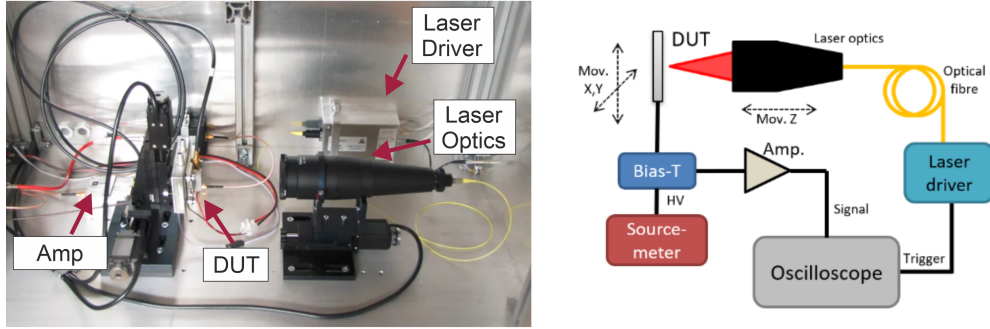 Laser
Driver
Laser
Optics
Amp
DUT
DUT
Laser optics
Mov.
X,Y
Mov. Z
Optical
fibre
Amp.
Bias-T
HV
Laser
driver
Signal
Source-
meter
Oscilloscope
Trigger